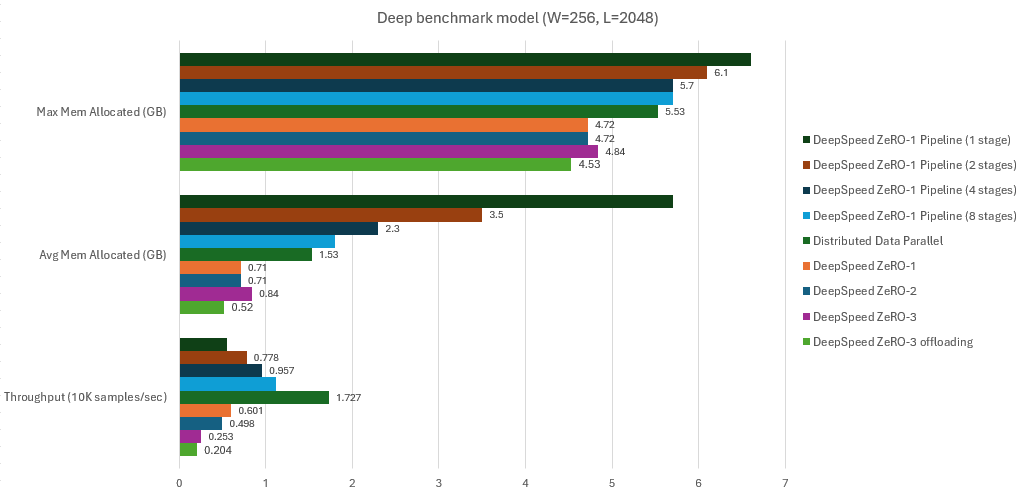 Deep benchmark model (W=256, L=2048)
Max Mem Allocated (GB)
6.1
5.7
5.53
4.72
4.72
4.84
4.53
Avg Mem Allocated (GB)
3.5
2.3
1.53
0.71
0.71
0.84
0.52
Throughput (10K samples/sec)
0.778
0.957
1.727
0.601
0.498
0.253
0.204
0 1 2 3 4 5 6 7
DeepSpeed ZeRO-1 Pipeline (1 stage)
DeepSpeed ZeRO-1 Pipeline (2 stages)
DeepSpeed ZeRO-1 Pipeline (4 stages)
DeepSpeed ZeRO-1 Pipeline (8 stages)
Distributed Data Parallel
DeepSpeed ZeRO-1
DeepSpeed ZeRO-2
DeepSpeed ZeRO-3
DeepSpeed ZeRO-3 offloading